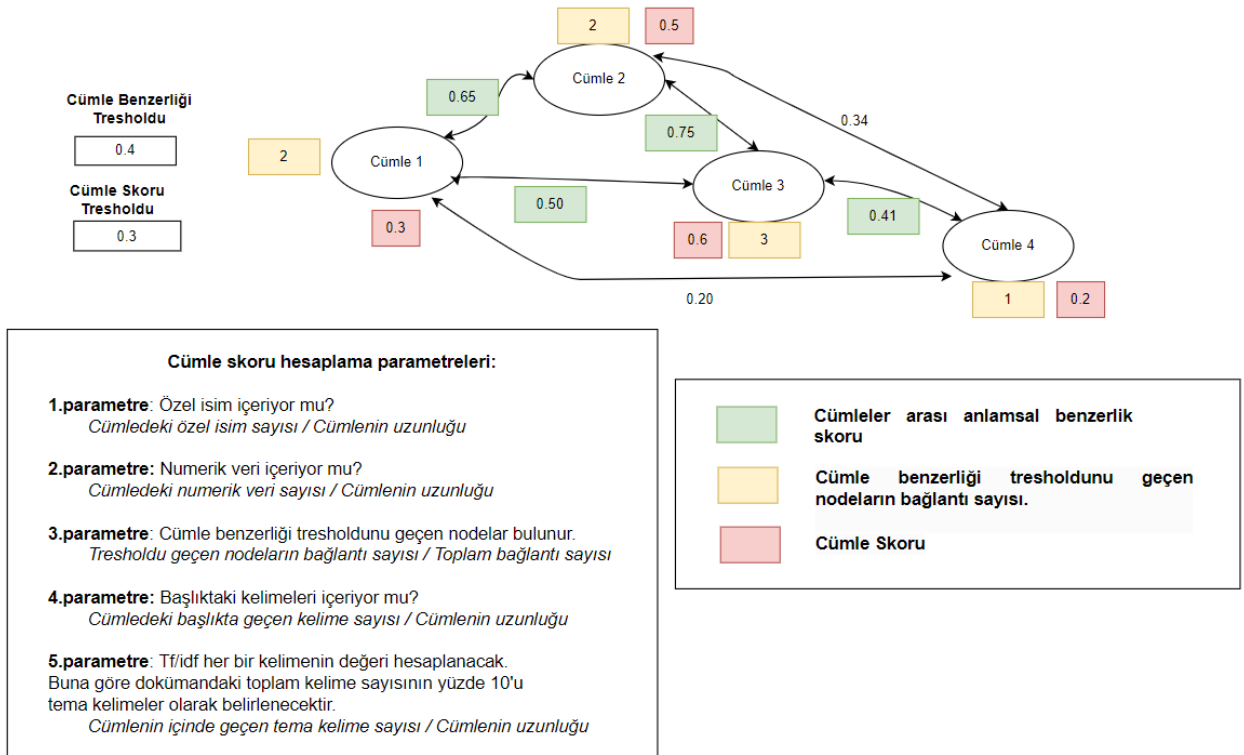 2
0.5
Cümle 2
Cümle Benzerliği
Tresholdu
0.4
0.65
0.75
0.34
2
Cümle 1
Cümle 3
Cümle Skoru
Tresholdu
0.3
0.50
0.41
0.3
0.6
3
Cümle 4
0.20
1
0.2
Cümle skoru hesaplama parametreleri:
1.parametre: Özel isim içeriyor mu?
Cümledeki özel isim sayısı / Cümlenin uzunluğu
2.parametre: Numerik veri içeriyor mu?
Cümledeki numerik veri sayısı / Cümlenin uzunluğu
3.parametre: Cümle benzerliği tresholdunu geçen nodelar bulunur.
Tresholdu geçen nodeların bağlantı sayısı / Toplam bağlantı sayısı
4.parametre: Başlıktaki kelimeleri içeriyor mu?
Cümledeki başlıkta geçen kelime sayısı / Cümlenin uzunluğu
5.parametre: Tf/idf her bir kelimenin değeri hesaplanacak.
Buna göre dokümandaki toplam kelime sayısının yüzde 10'u
tema kelimeler olarak belirlenecektir.
Cümlenin içinde geçen tema kelime sayısı / Cümlenin uzunluğu
Cümleler arası anlamsal benzerlik
skoru
Cümle benzerliği tresholdunu geçen
nodeların bağlantı sayısı.
Cümle Skoru